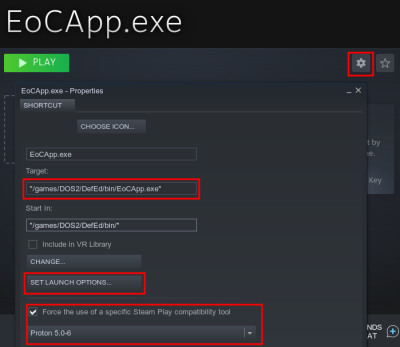 EoCApp.exe
PLAY
EoCApp.exe - Properties
SHORTCUT
CHOOSE ICON...
EoCApp.exe
Target:
"/games/DOS2/DefEd/bin/EoCApp.exe"
Start In:
"/games/DOS2/DefEd/bin/"
Include in VR Library
CHANGE...
SET LAUNCH OPTIONS...
Force the use of a specific Steam Play compatibility tool
Proton 5.0-6
t by
e.
Key
NDS
AT